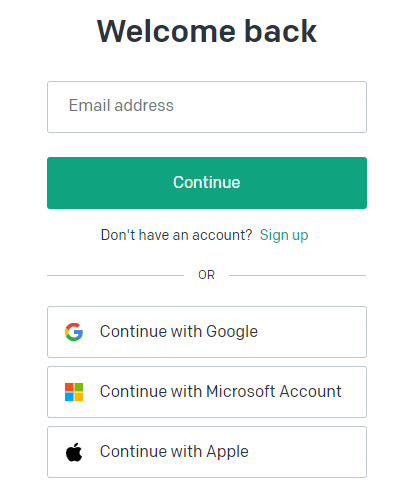 Welcome back
Email address
Continue
Don't have an account? Sign up
OR
Continue with Google
Continue with Microsoft Account
Continue with Apple